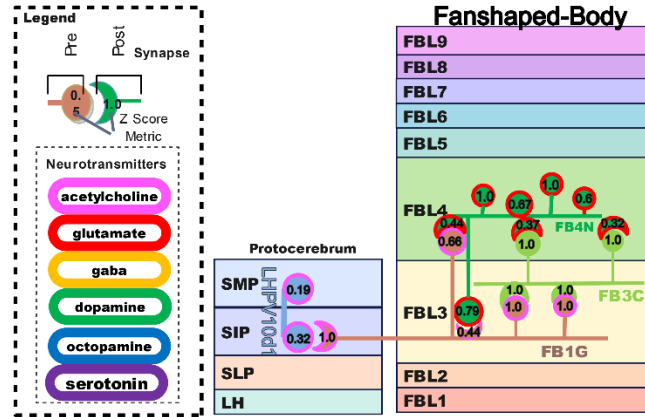 Legend
Pre
Post
Synapse
0.
5
1.0
Z Score
Metric
Neurotransmitters
acetylcholine
glutamate
gaba
dopamine
octopamine
serotonin
Protocerebrum
SMP
SIP
SLP
LH
LHPV10d1
0.19
0.32
1.0
Fanshaped-Body
FBL9
FBL8
FBL7
FBL6
FBL5
FBL4
FBL3
FBL2
FBL1
1.0
1.0
0.67
0.6
0.44
0.37
0.32
FB4N
0.66
1.0
1.0
FB3C
1.0
1.0
0.79
1.0
1.0
0.44
FB1G